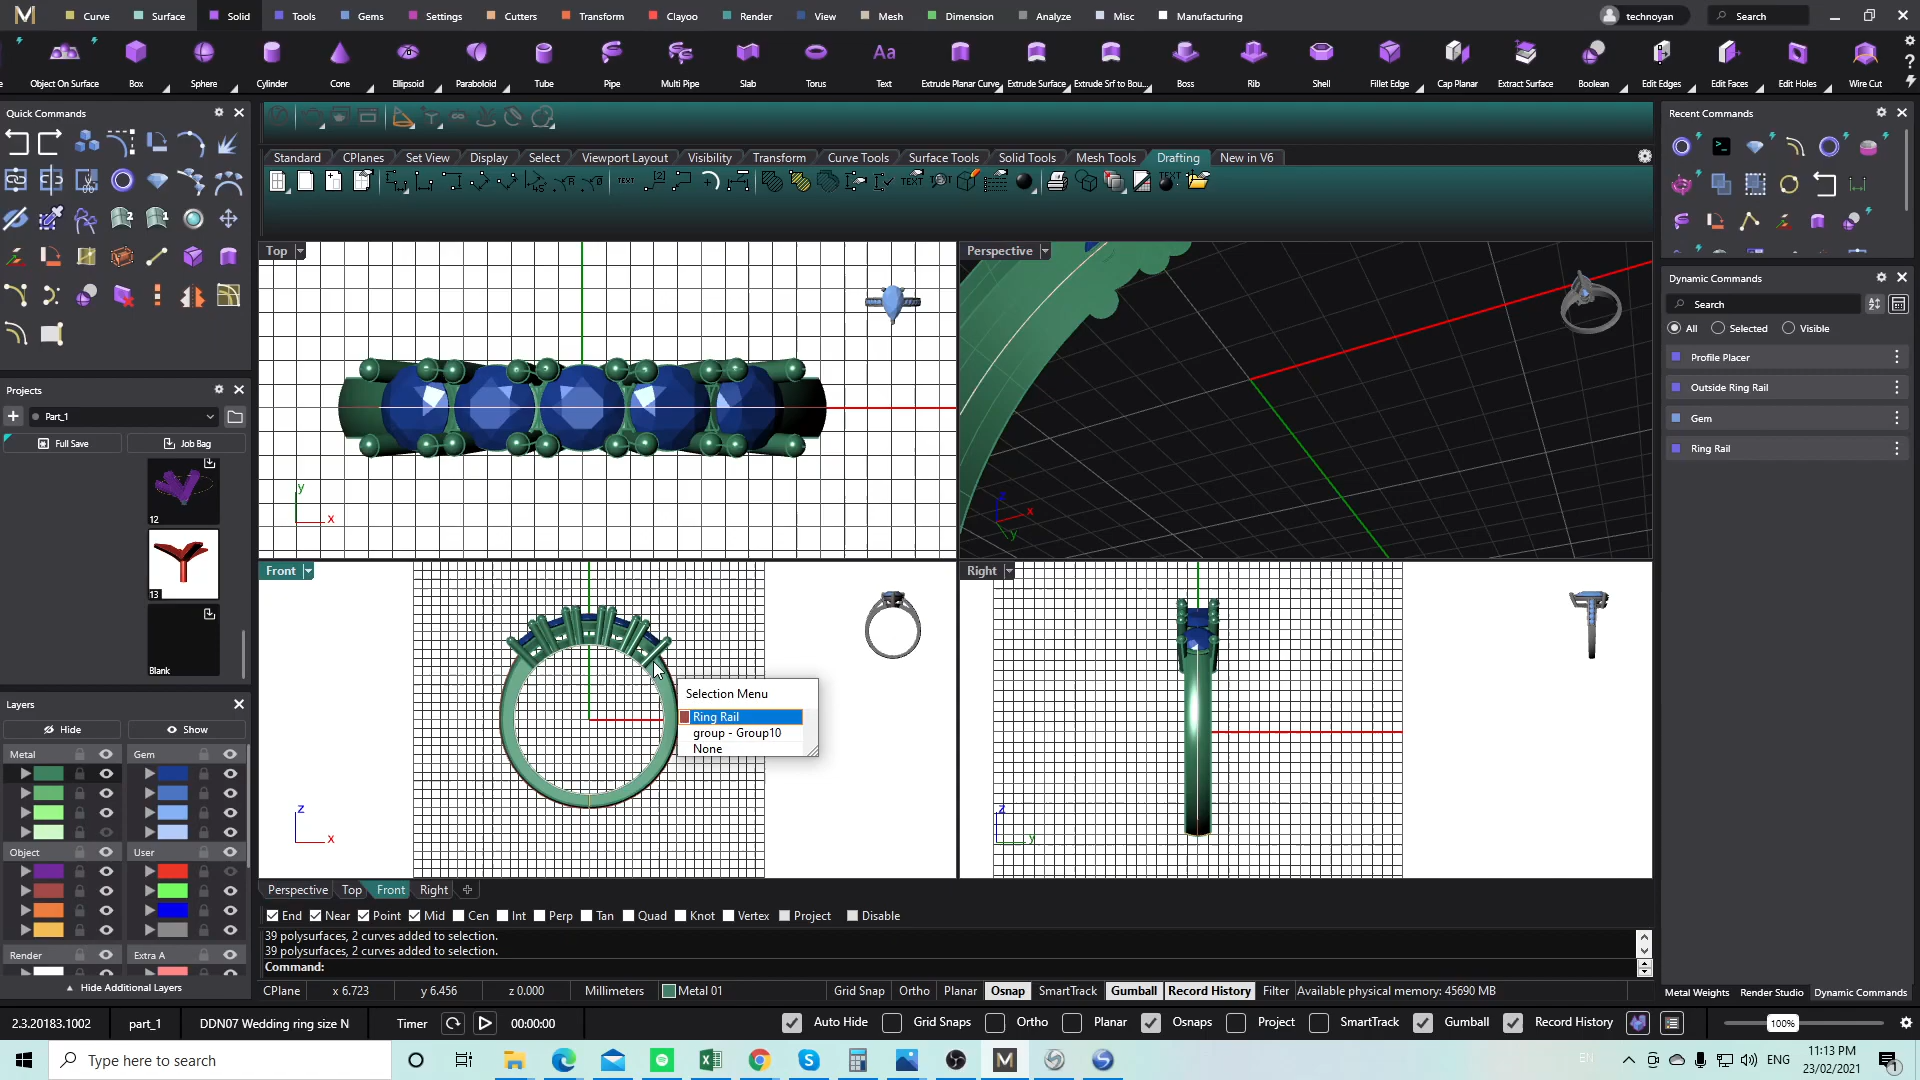 Curve Surface Solid Tools Gems Settings Cutters Transform Clayoo Render View Mesh Dimension Analyze Misc Manufacturing technoyan Search
Object On Surface Box Sphere Cylinder Cone Ellipsoid Paraboloid Tube Pipe Multi Pipe Slab Torus Text Extrude Planar Curve Extrude Surface Extrude Srf to Bou... Boss Rib Shell Fillet Edge Cap Planar Extract Surface Boolean Edit Edges Edit Faces Edit Holes Wire Cut
Quick Commands
Recent Commands
Standard CPlanes Set View Display Select Viewport Layout Visibility Transform Curve Tools Surface Tools Solid Tools Mesh Tools Drafting New in V6
Top
Perspective
Dynamic Commands
Search
All Selected Visible
Profile Placer
Outside Ring Rail
Gem
Ring Rail
Projects
Part_1
Full Save Job Bag
12
13
Blank
y
x
z
x
y
Front
Right
Selection Menu
Ring Rail
group - Group10
None
z
x
z
y
Layers
Hide Show
Metal Gem
Object User
Render Extra A
Hide Additional Layers
Perspective Top Front Right
End Near Point Mid Cen Int Perp Tan Quad Knot Vertex Project Disable
39 polysurfaces, 2 curves added to selection.
39 polysurfaces, 2 curves added to selection.
Command:
CPlane x 6.723 y 6.456 z 0.000 Millimeters Metal 01 Grid Snap Ortho Planar Osnap SmartTrack Gumball Record History Filter Available physical memory: 45690 MB
Metal Weights Render Studio Dynamic Commands
2.3.20183.1002 part_1 DDN07 Wedding ring size N Timer 00:00:00 Auto Hide Grid Snaps Ortho Planar Osnaps Project SmartTrack Gumball Record History 100%
Type here to search
EN
ENG
11:13 PM
23/02/2021